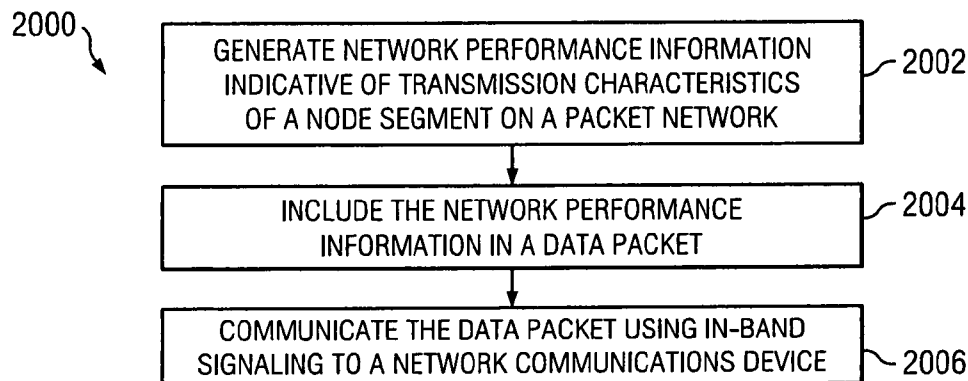 2000
GENERATE NETWORK PERFORMANCE INFORMATION
INDICATIVE OF TRANSMISSION CHARACTERISTICS
OF A NODE SEGMENT ON A PACKET NETWORK
2002
INCLUDE THE NETWORK PERFORMANCE
INFORMATION IN A DATA PACKET
2004
COMMUNICATE THE DATA PACKET USING IN-BAND
SIGNALING TO A NETWORK COMMUNICATIONS DEVICE
2006